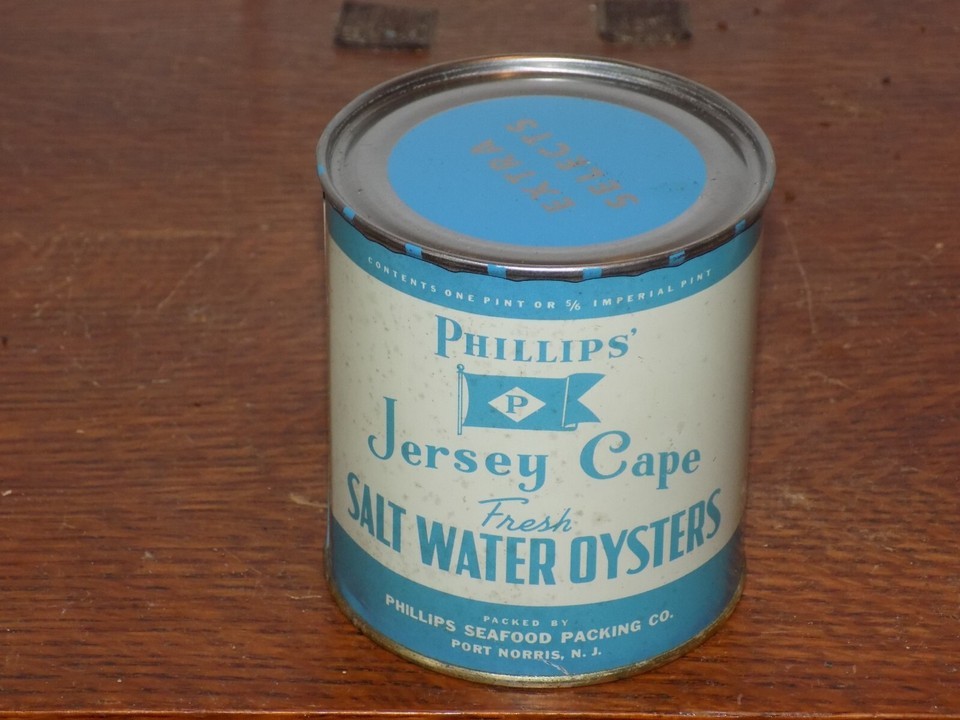 EXTRA
SELECTS
CONTENTS ONE PINT OR 5/6 IMPERIAL PINT
PHILLIPS'
P
Jersey Cape
Fresh
SALT WATER OYSTERS
PACKED BY
PHILLIPS SEAFOOD PACKING CO.
PORT NORRIS, N. J.